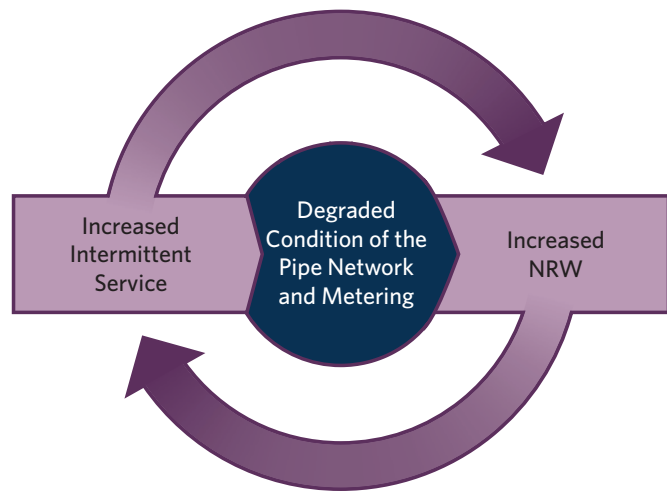 Increased
Intermittent
Service
Degraded
Condition of the
Pipe Network
and Metering
Increased
NRW